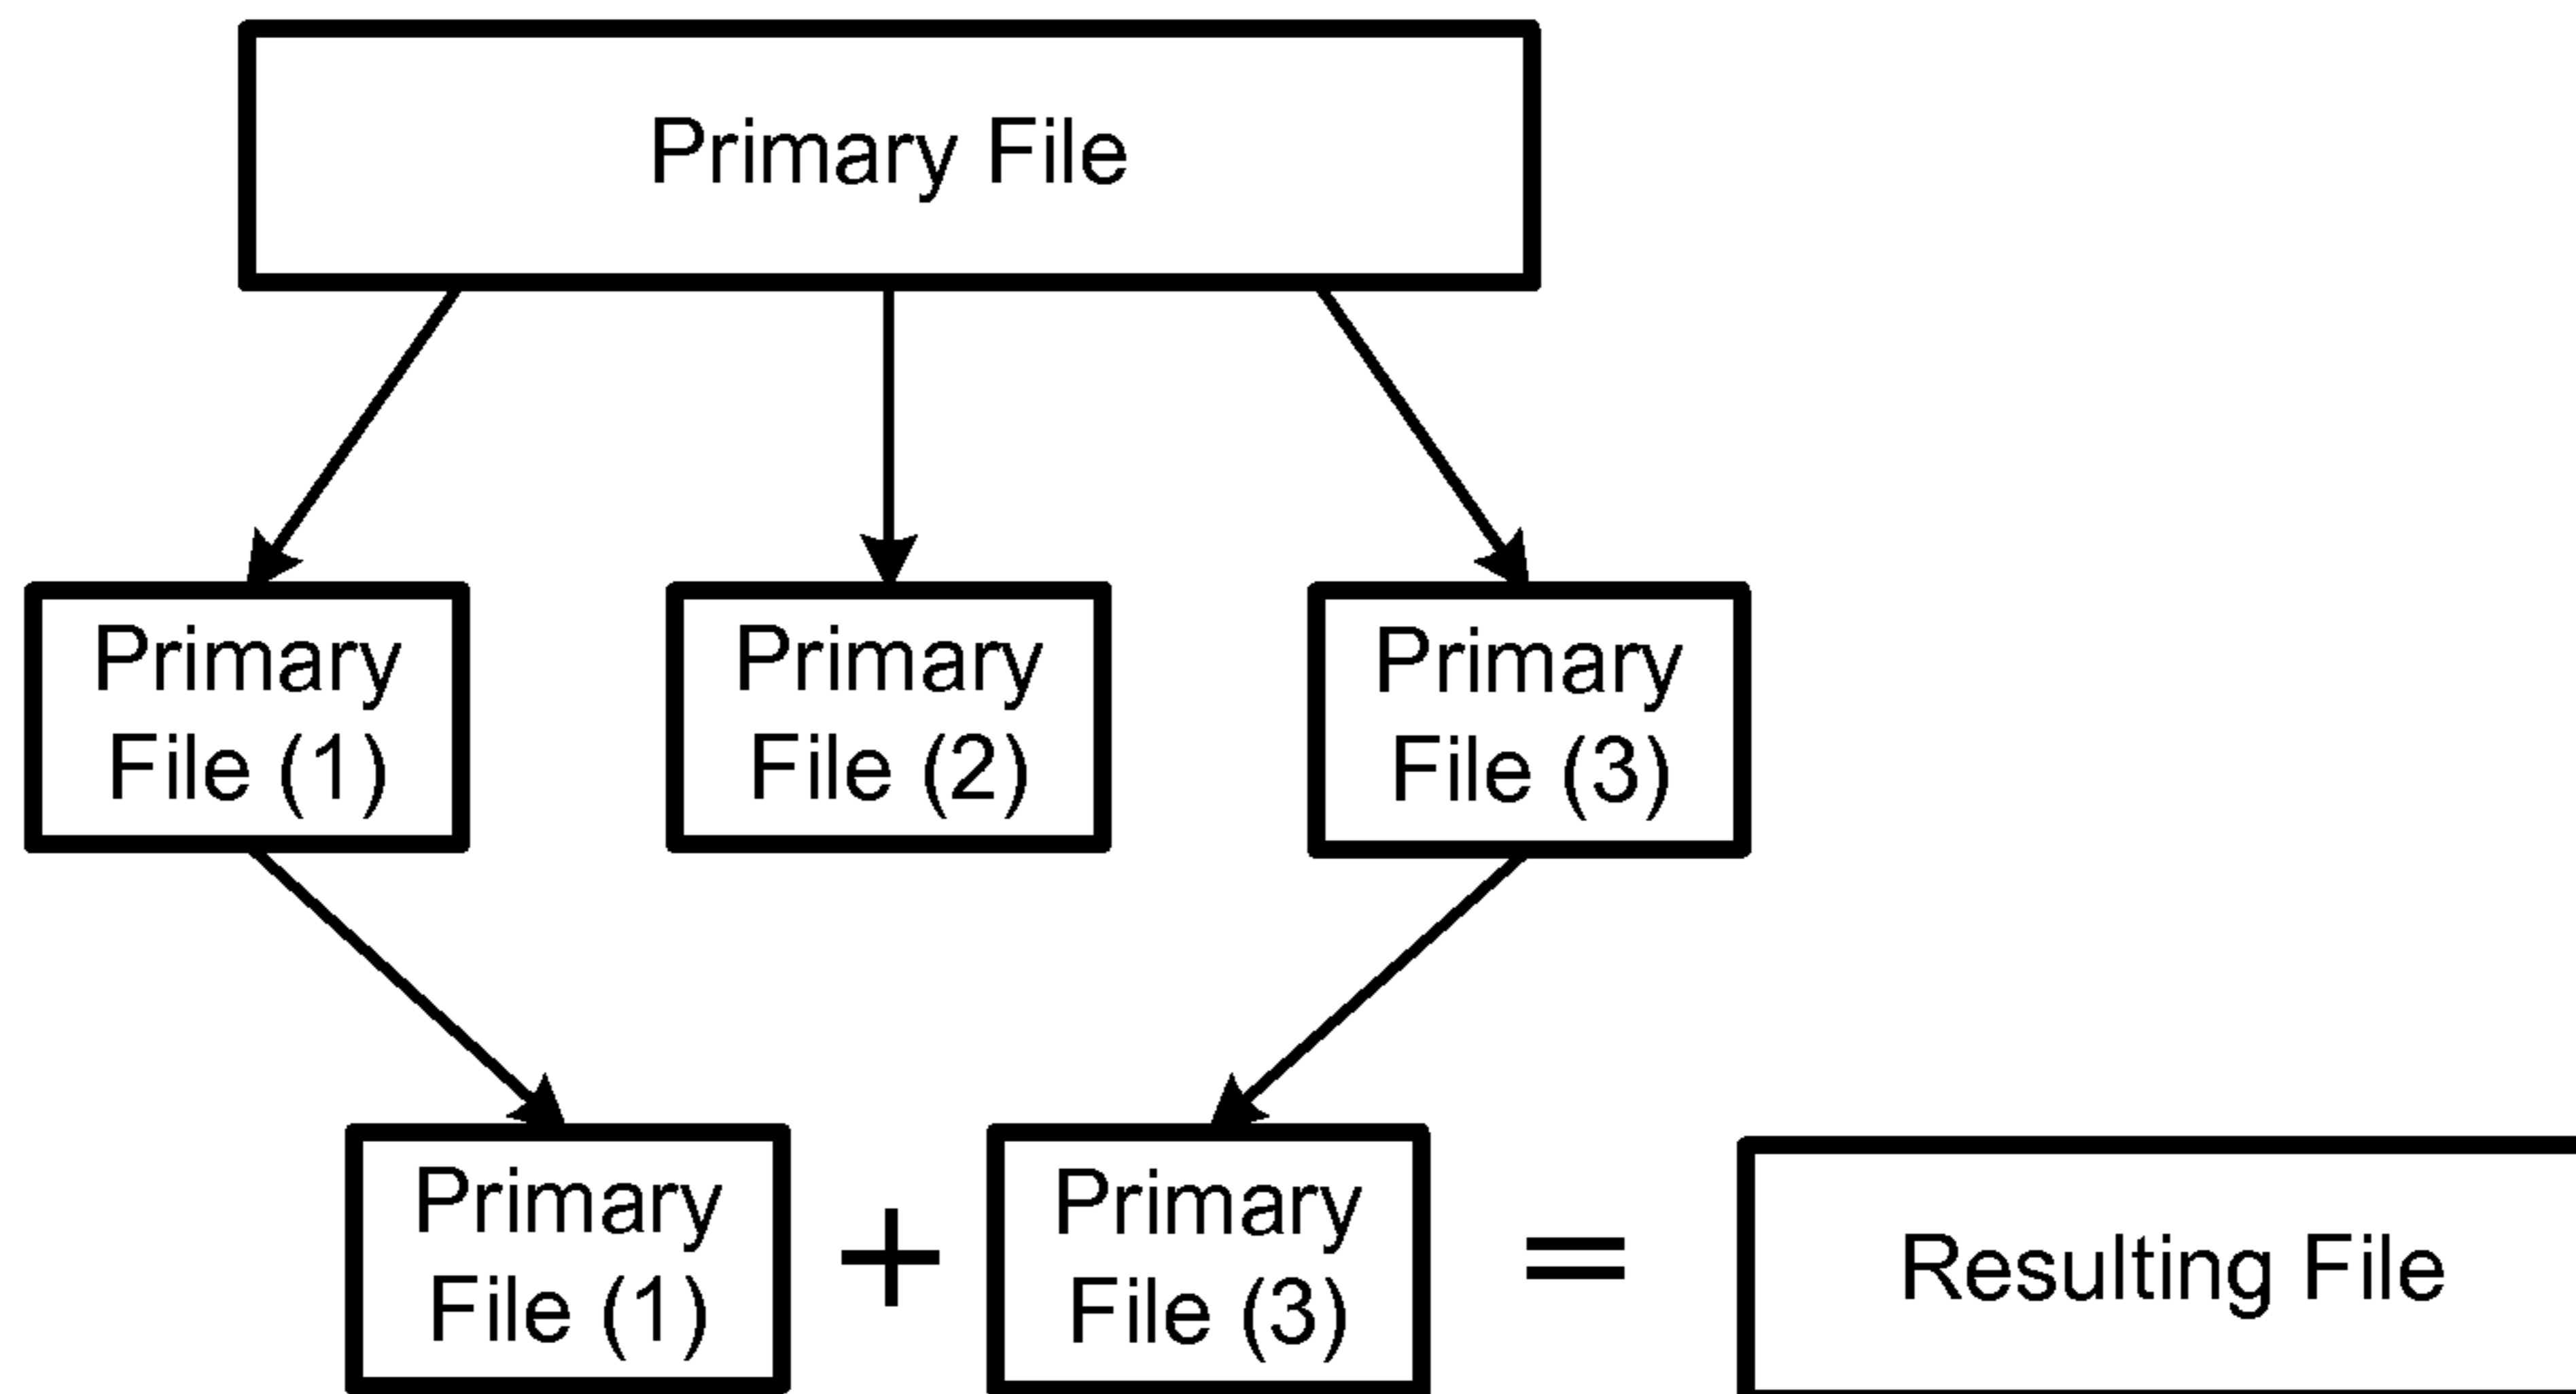 Primary File
Primary
File (1)
Primary
File (2)
Primary
File (3)
Primary
File (1)
+
Primary
File (3)
=
Resulting File